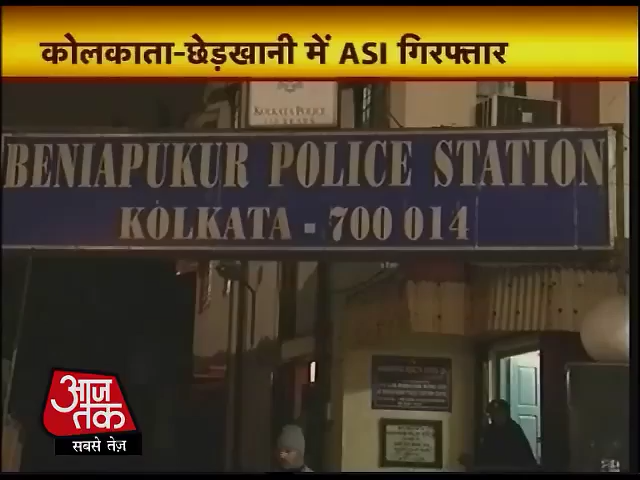 कोलकाता-छेड़खानी में ASI गिरफ्तार
KOLKATA POLICE
BENIAPUKUR POLICE STATION
KOLKATA - 700 014
आज
तक
सबसे तेज़